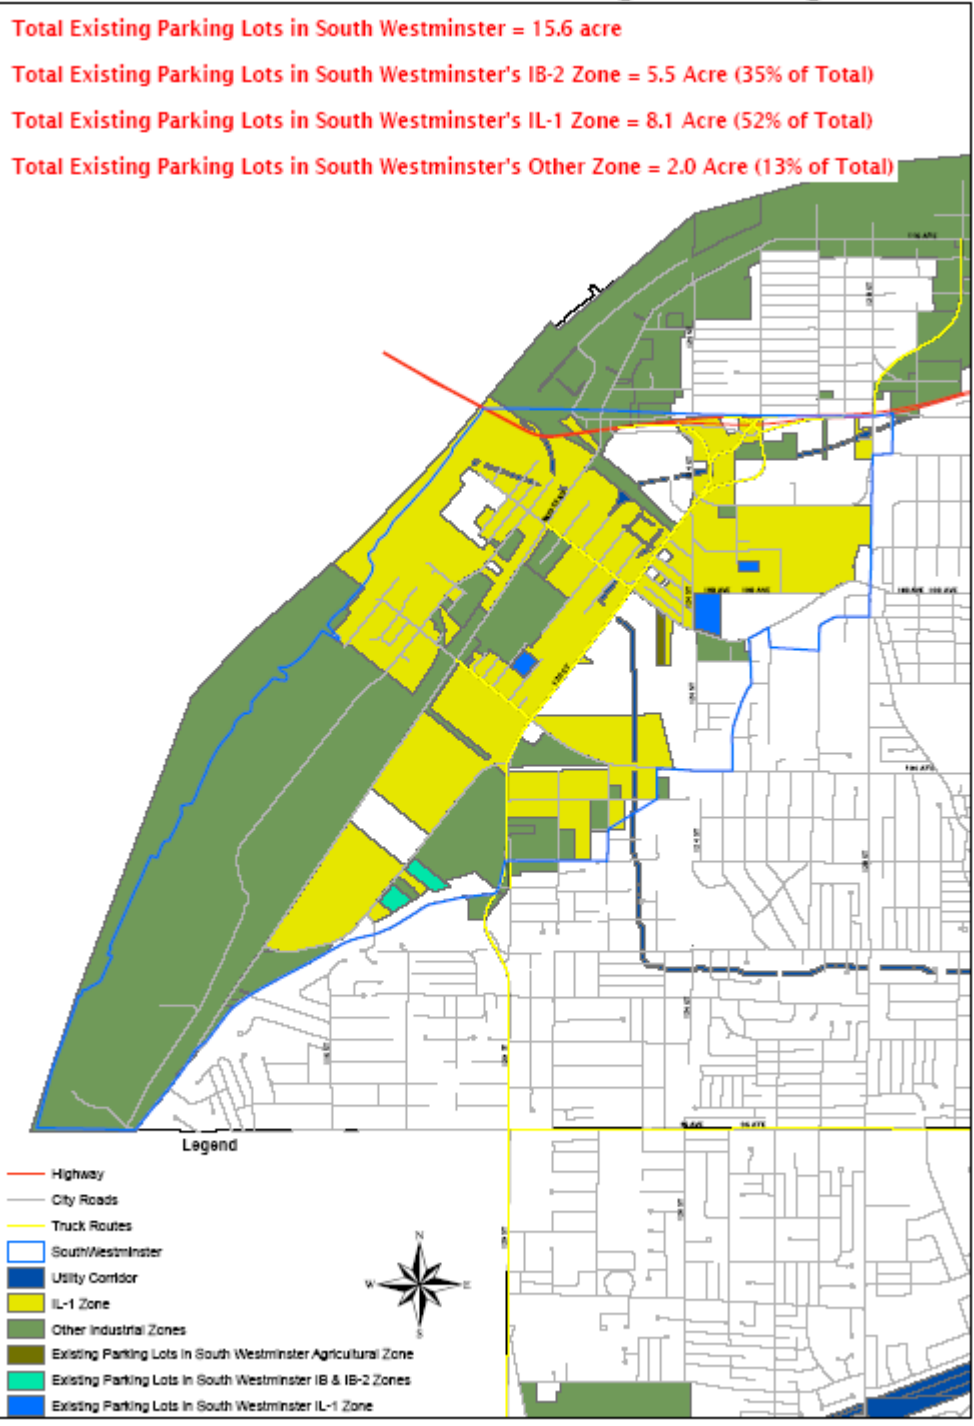 Total Existing Parking Lots in South Westminster = 15.6 acre
Total Existing Parking Lots in South Westminster's IB-2 Zone = 5.5 Acre (35% of Total)
Total Existing Parking Lots in South Westminster's IL-1 Zone = 8.1 Acre (52% of Total)
Total Existing Parking Lots in South Westminster's Other Zone = 2.0 Acre (13% of Total)
Legend
Highway
City Roads
Truck Routes
SouthWestminster
Utility Corridor
IL-1 Zone
Other Industrial Zones
Existing Parking Lots in South Westminster Agricultural Zone
Existing Parking Lots in South Westminster IB & IB-2 Zones
Existing Parking Lots in South Westminster IL-1 Zone
N
W
E
S